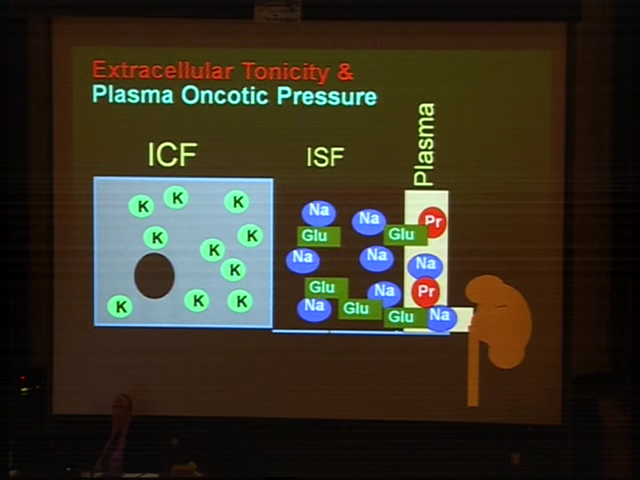 Extracellular Tonicity &
Plasma Oncotic Pressure
ICF
ISF
Plasma
K
K
K
K
K
K
K
K
K
K
Na
Na
Glu
Glu
Na
Na
Glu
Na
Na
Glu
Glu
Pr
Na
Pr
Na